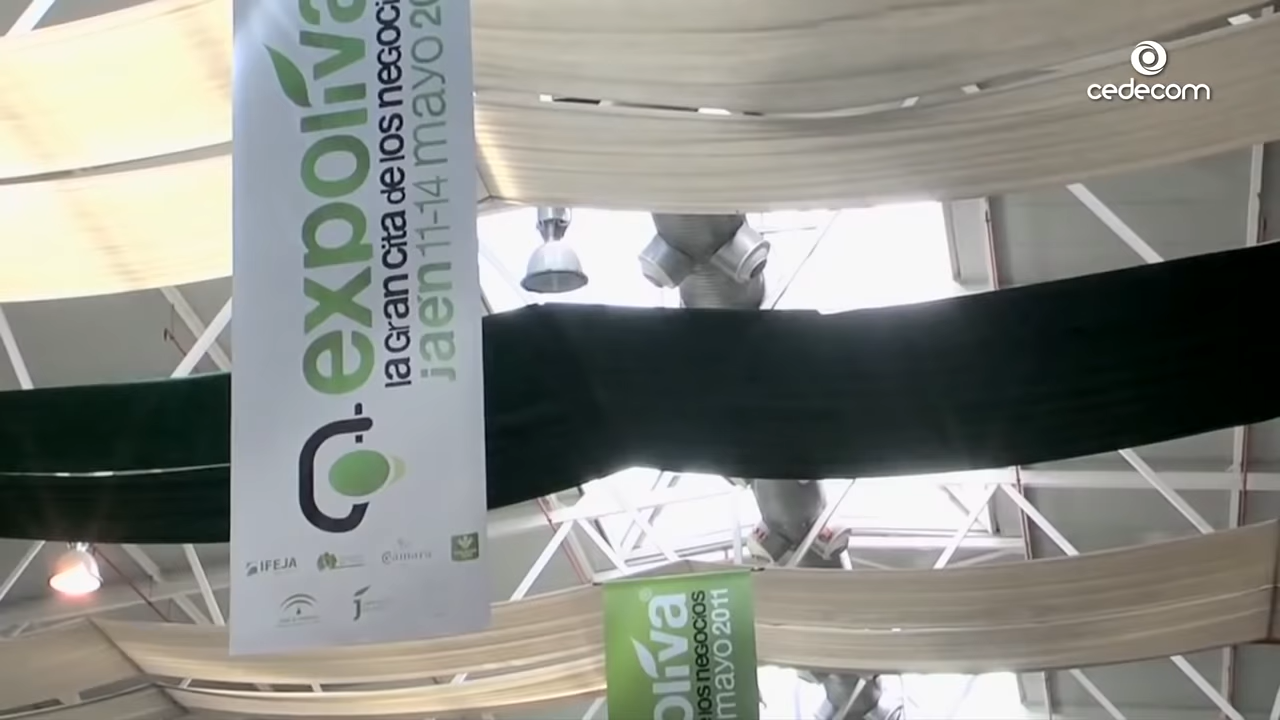 cedecom
expoliva
la Gran cita de los negoci
jaén 11-14 mayo 20
IFEJA
Cámara
oliva
e los negocios
mayo 2011